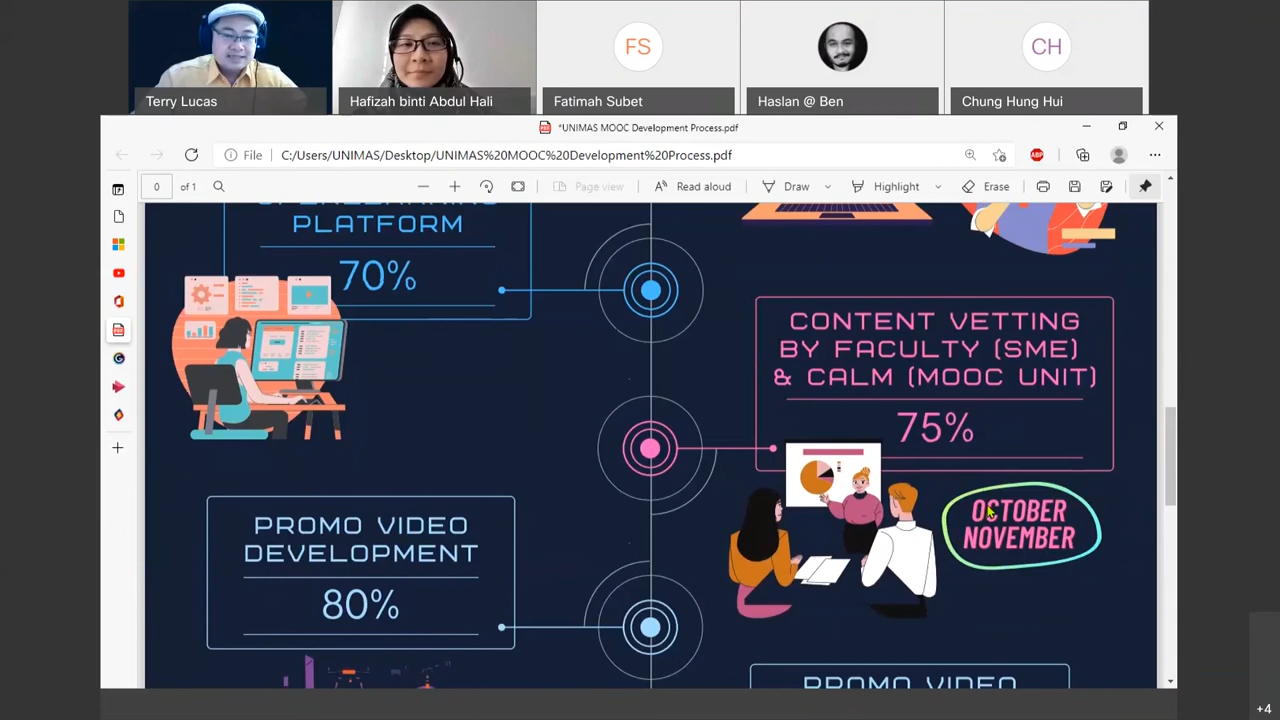 FS
CH
Terry Lucas
Hafizah binti Abdul Hali
Fatimah Subet
Haslan @ Ben
Chung Hung Hui
*UNIMAS MOOC Development Process.pdf
File
C:/Users/UNIMAS/Desktop/UNIMAS%20MOOC%20Development%20Process.pdf
ABP
0 of 1
Page view
Read aloud
Draw
Highlight
Erase
PLATFORM
70%
CONTENT VETTING
BY FACULTY (SME)
& CALM (MOOC UNIT)
75%
OCTOBER
NOVEMBER
PROMO VIDEO
DEVELOPMENT
80%
PROMO VIDEO
+4